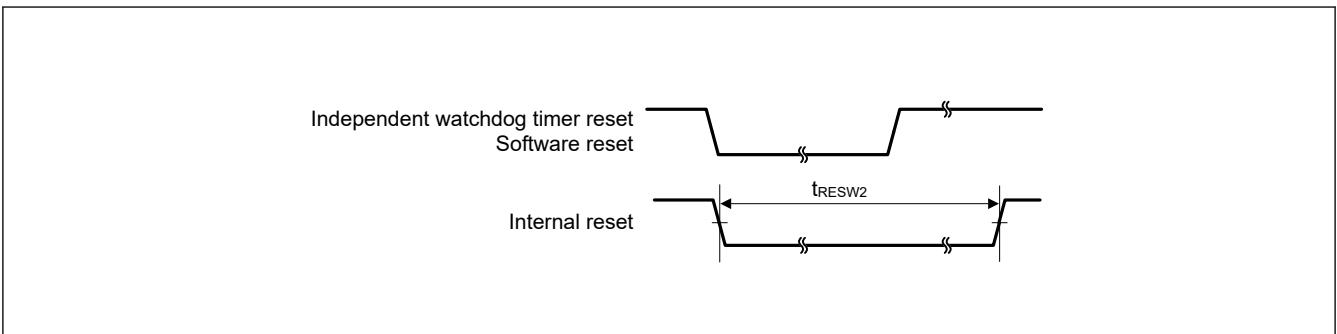 Independent watchdog timer reset
Software reset
tRESW2
Internal reset